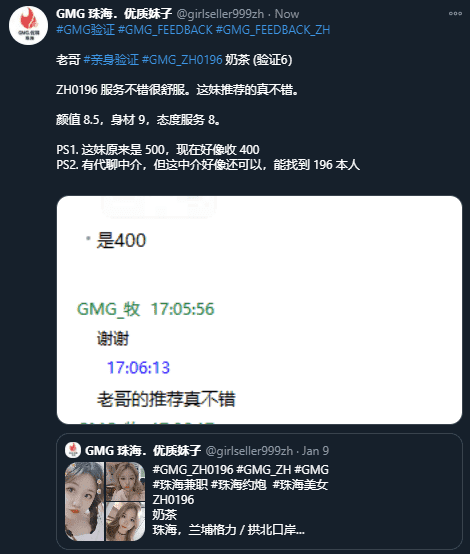 GMG 珠海．优质妹子 @girlseller999zh · Now
#GMG验证 #GMG_FEEDBACK #GMG_FEEDBACK_ZH
老哥 #亲身验证 #GMG_ZH0196 奶茶 (验证6)
ZH0196 服务不错很舒服。这妹推荐的真不错。
颜值 8.5，身材 9，态度服务 8。
PS1. 这妹原来是 500，现在好像收 400
PS2. 有代聊中介，但这中介好像还可以，能找到 196 本人
是400
GMG_牧 17:05:56
谢谢
17:06:13
老哥的推荐真不错
GMG 珠海．优质妹子 @girlseller999zh · Jan 9
#GMG_ZH0196 #GMG_ZH #GMG
#珠海兼职 #珠海约炮 #珠海美女
ZH0196
奶茶
珠海，兰埔格力 / 拱北口岸...